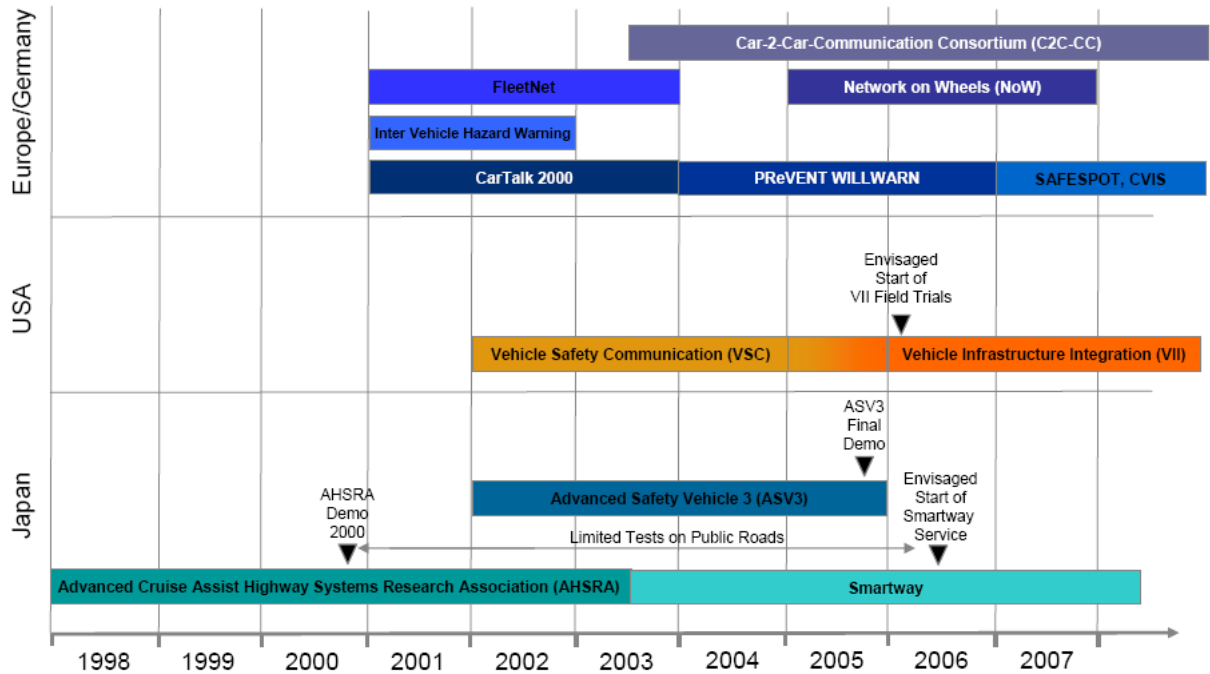 Europe/Germany
Car-2-Car-Communication Consortium (C2C-CC)
FleetNet
Network on Wheels (NoW)
Inter Vehicle Hazard Warning
CarTalk 2000
PReVENT WILLWARN
SAFESPOT, CVIS
USA
Envisaged
Start of
VII Field Trials
Vehicle Safety Communication (VSC)
Vehicle Infrastructure Integration (VII)
Japan
ASV3
Final
Demo
Advanced Safety Vehicle 3 (ASV3)
AHSRA
Demo
2000
Envisaged
Start of
Smartway
Service
Limited Tests on Public Roads
Advanced Cruise Assist Highway Systems Research Association (AHSRA)
Smartway
1998 1999 2000 2001 2002 2003 2004 2005 2006 2007